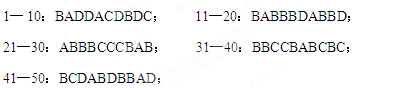 1— 10：BADDACDBDC； 11—20：BABBBDABBD；
21—30：ABBBCCCBAB； 31—40：BBCCBABCBC；
41—50：BCDABDBBAD；